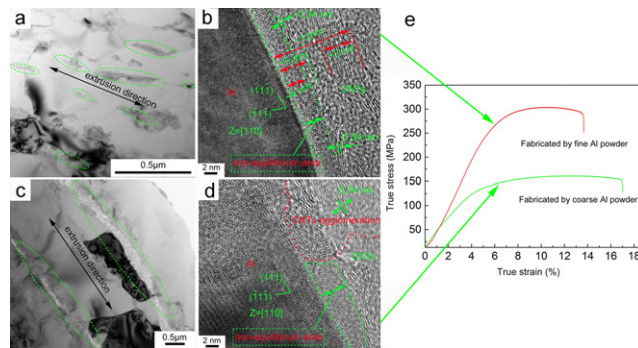 a
extrusion direction
0.5μm
b
Al
(111)
(111)
Z=[110]
2 nm
c
extrusion direction
0.5μm
d
CNTs agglomeration
Al
(111)
(111)
Z=[110]
2 nm
e
True stress (MPa)
350
300
250
200
150
100
50
Fabricated by fine Al powder
Fabricated by coarse Al powder
0 2 4 6 8 10 12 14 16 18
True strain (%)